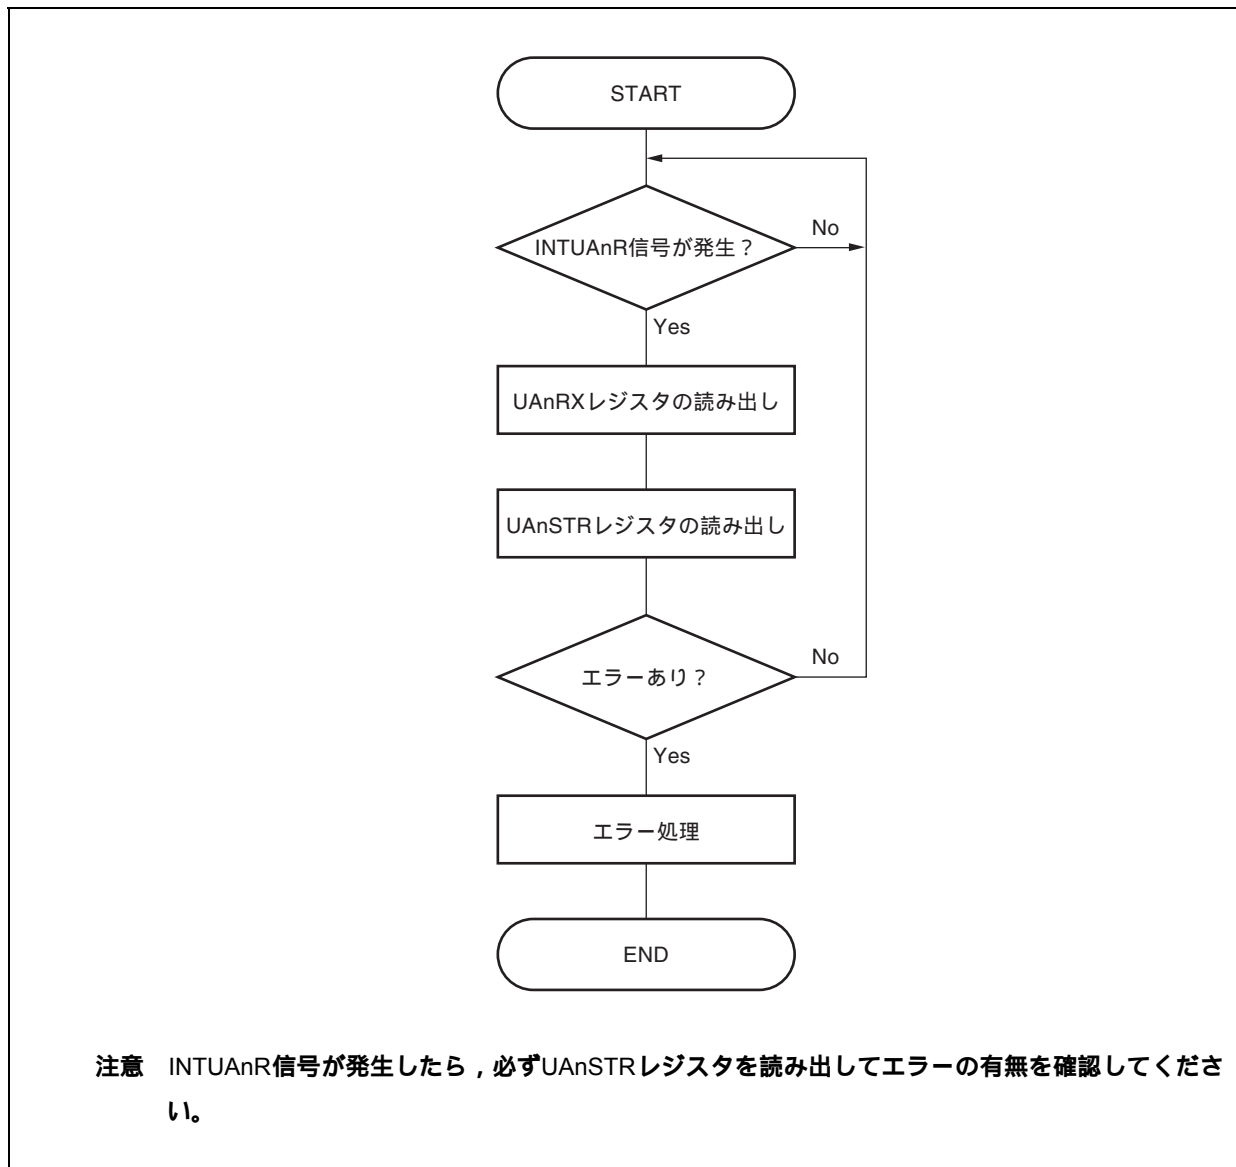 START
INTUAnR信号が発生？
No
Yes
UAnRXレジスタの読み出し
UAnSTRレジスタの読み出し
エラーあり？
No
Yes
エラー処理
END
注意　INTUAnR信号が発生したら，必ずUAnSTRレジスタを読み出してエラーの有無を確認してくださ
い。